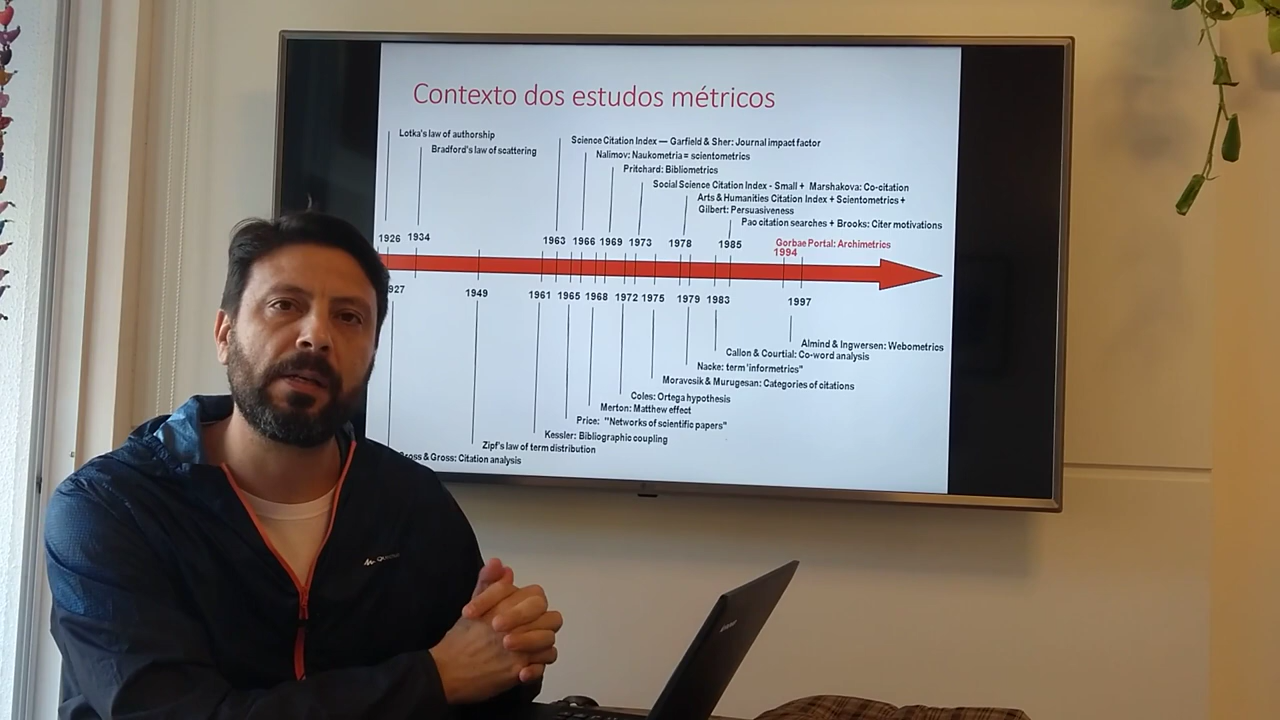 Contexto dos estudos métricos
Lotka's law of authorship
Bradford's law of scattering
Science Citation Index — Garfield & Sher: Journal impact factor
Nalimov: Naukometria = scientometrics
Pritchard: Bibliometrics
Social Science Citation Index - Small + Marshakova: Co-citation
Arts & Humanities Citation Index + Scientometrics +
Gilbert: Persuasiveness
Pao citation searches + Brooks: Citer motivations
Gorbae Portal: Archimetrics
1926 1934 1963 1966 1969 1973 1978 1985 1994
927 1949 1961 1965 1968 1972 1975 1979 1983 1997
Almind & Ingwersen: Webometrics
Callon & Courtial: Co-word analysis
Nacke: term 'informetrics"
Moravcsik & Murugesan: Categories of citations
Coles: Ortega hypothesis
Merton: Matthew effect
Price: "Networks of scientific papers"
Kessler: Bibliographic coupling
Zipf's law of term distribution
ross & Gross: Citation analysis